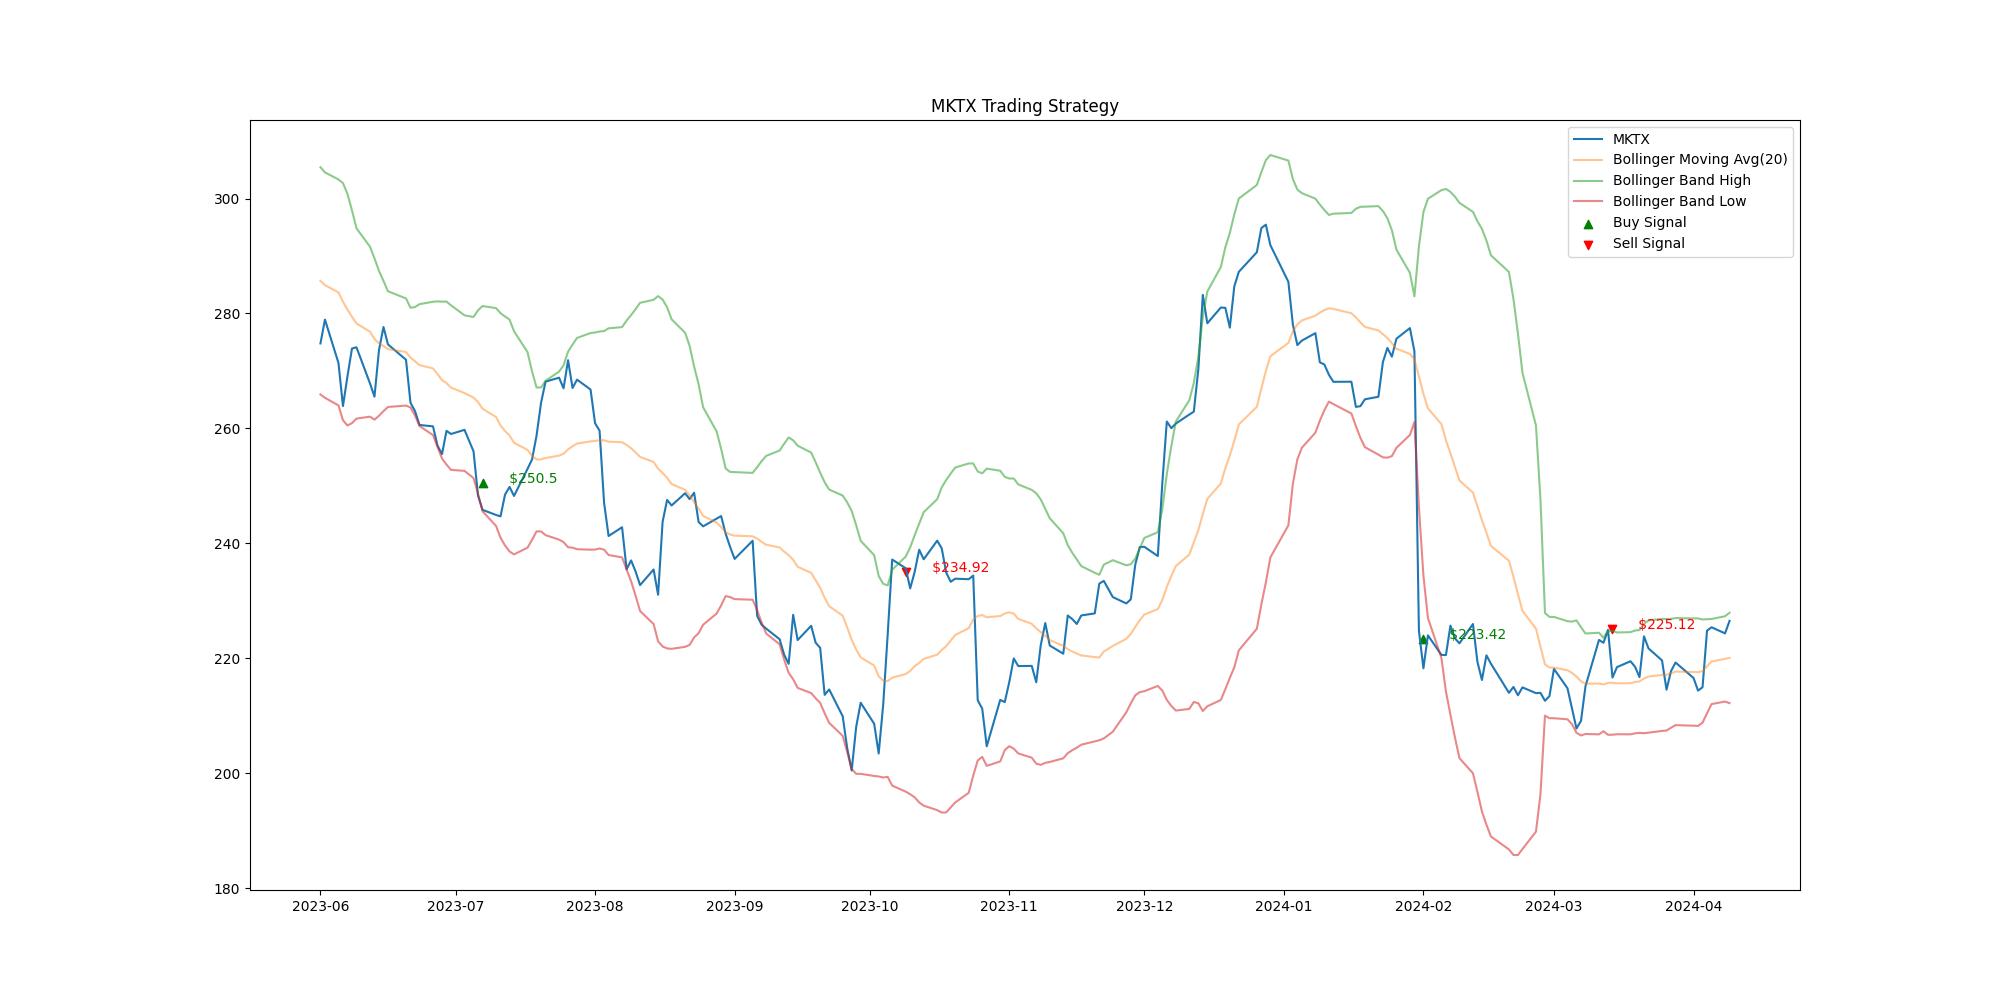 MKTX Trading Strategy
MKTX
Bollinger Moving Avg(20)
Bollinger Band High
Bollinger Band Low
Buy Signal
Sell Signal
300
280
260
240
220
200
180
$250.5
$234.92
$223.42
$225.12
2023-06 2023-07 2023-08 2023-09 2023-10 2023-11 2023-12 2024-01 2024-02 2024-03 2024-04